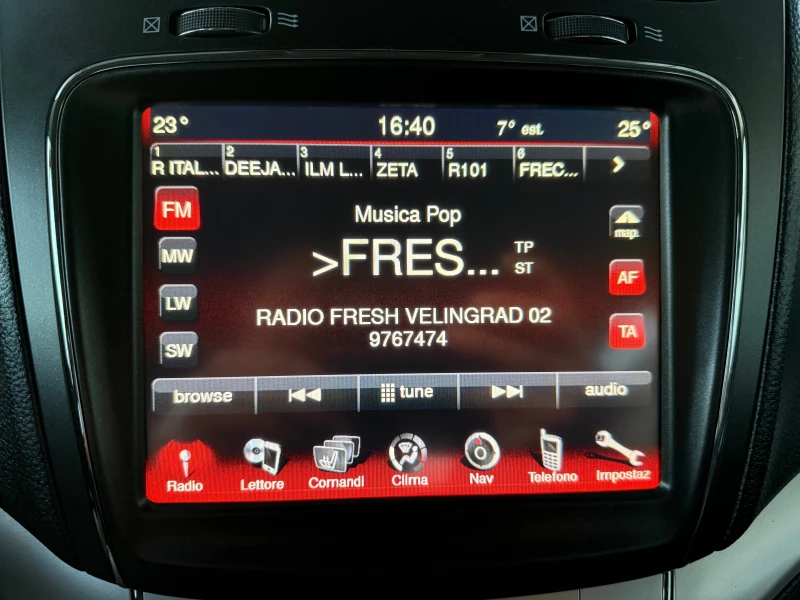 23° 16:40 7° est. 25°
1 2 3 4 5 6
R ITAL... DEEJA... ILM L... ZETA R101 FREC... >
FM Musica Pop map
MW >FRES... TP
ST AF
LW RADIO FRESH VELINGRAD 02 TA
9767474
SW
browse tune audio
Radio Lettore Comandi Clima Nav Telefono Impostaz